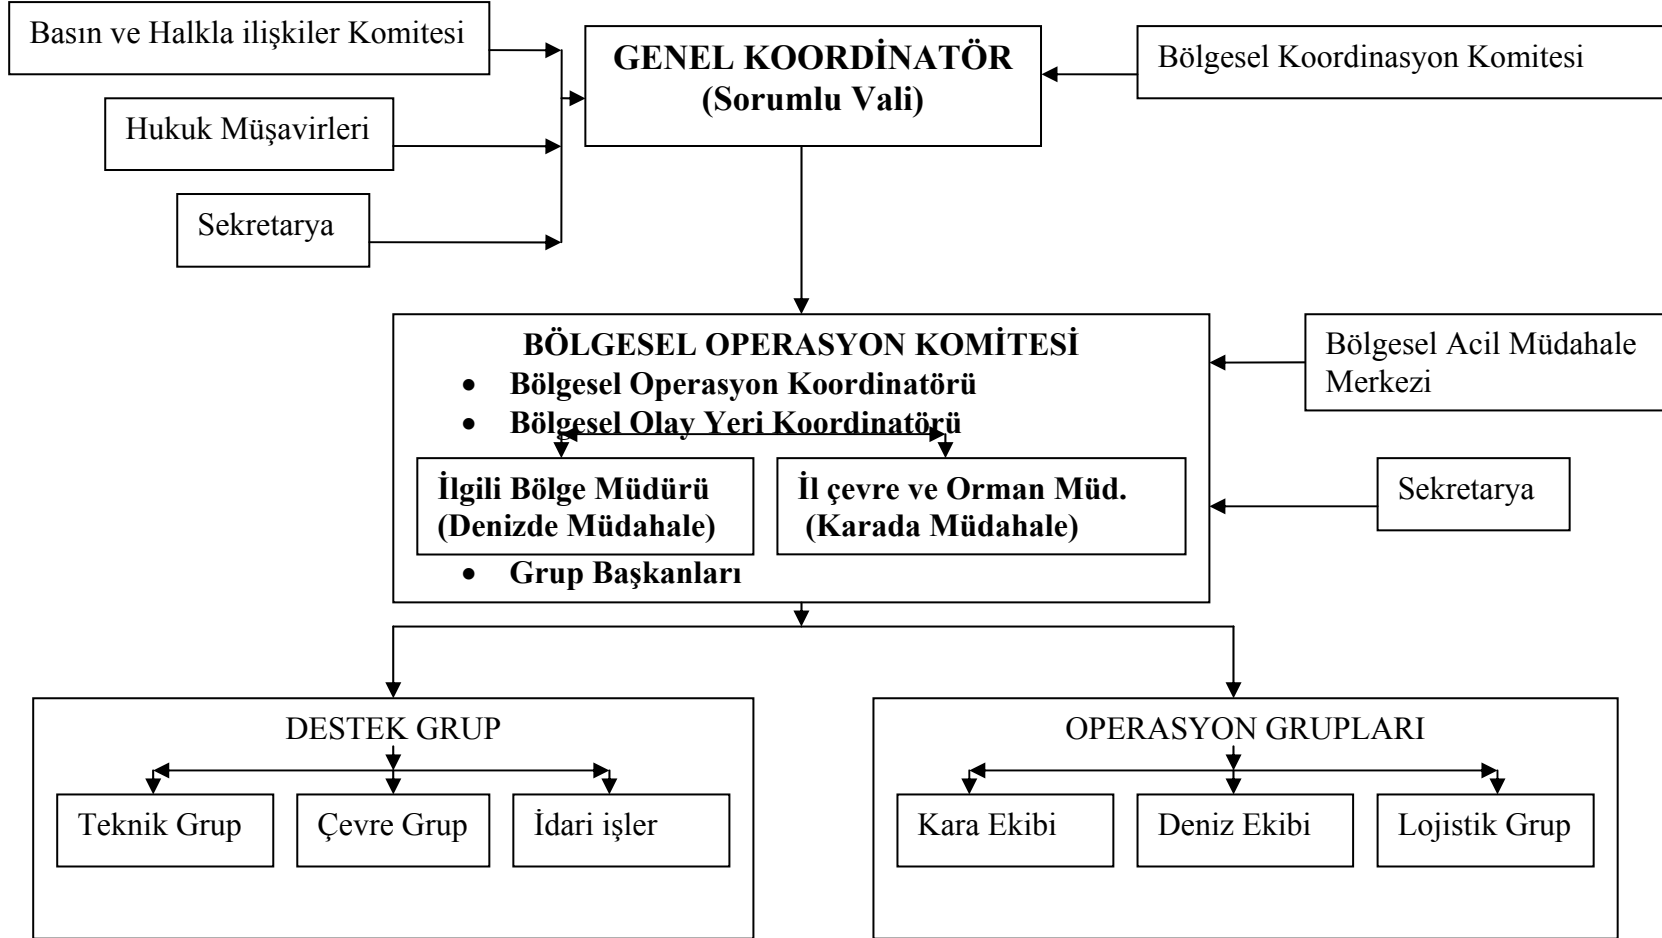 Basın ve Halkla ilişkiler Komitesi
GENEL KOORDİNATÖR
(Sorumlu Vali)
Bölgesel Koordinasyon Komitesi
Hukuk Müşavirleri
Sekretarya
BÖLGESEL OPERASYON KOMİTESİ
• Bölgesel Operasyon Koordinatörü
• Bölgesel Olay Yeri Koordinatörü
İlgili Bölge Müdürü
(Denizde Müdahale)
İl çevre ve Orman Müd.
(Karada Müdahale)
• Grup Başkanları
Bölgesel Acil Müdahale
Merkezi
Sekretarya
DESTEK GRUP
Teknik Grup
Çevre Grup
İdari işler
OPERASYON GRUPLARI
Kara Ekibi
Deniz Ekibi
Lojistik Grup